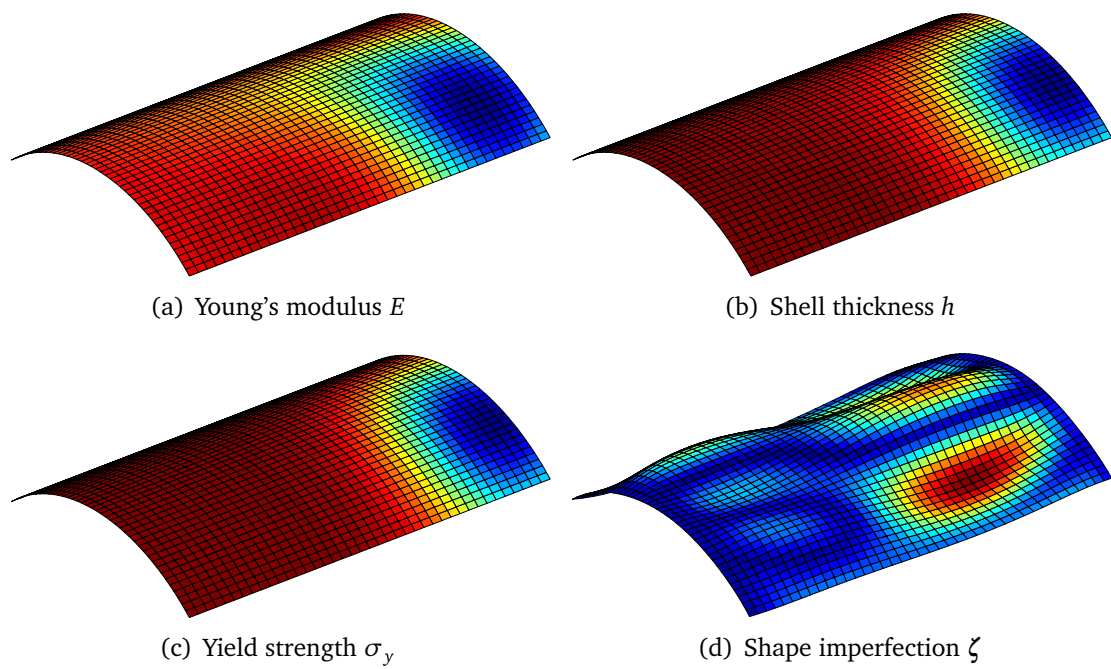 (a) Young's modulus E
(b) Shell thickness h
(c) Yield strength σ_y
(d) Shape imperfection ζ